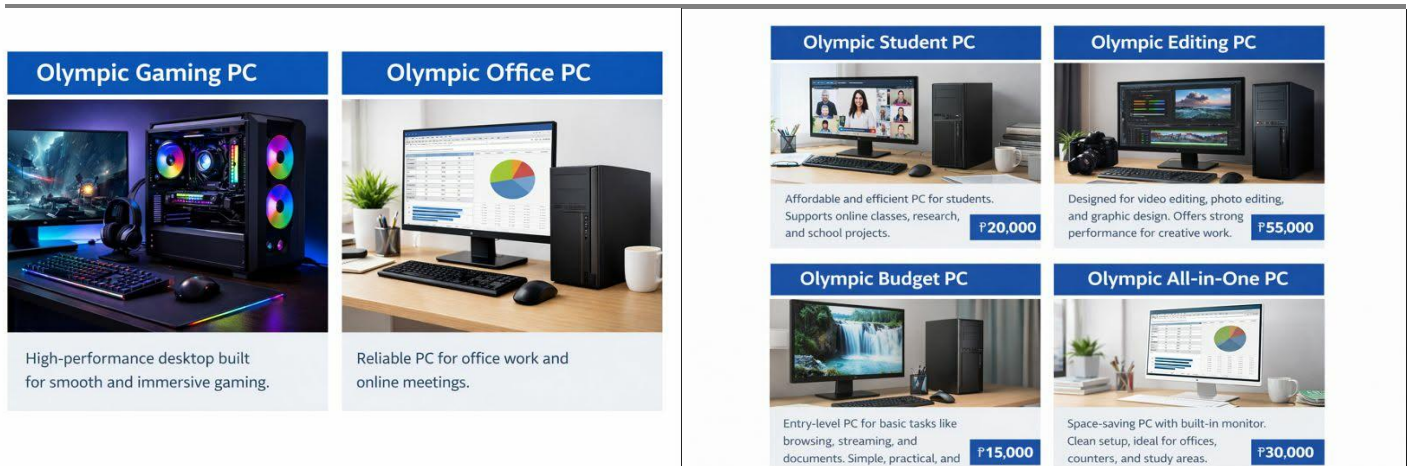 Olympic Gaming PC
High-performance desktop built
for smooth and immersive gaming.
Olympic Office PC
Reliable PC for office work and
online meetings.
Olympic Student PC
Affordable and efficient PC for students.
Supports online classes, research,
and school projects.
₱20,000
Olympic Editing PC
Designed for video editing, photo editing,
and graphic design. Offers strong
performance for creative work.
₱55,000
Olympic Budget PC
Entry-level PC for basic tasks like
browsing, streaming, and
documents. Simple, practical, and
₱15,000
Olympic All-in-One PC
Space-saving PC with built-in monitor.
Clean setup, ideal for offices,
counters, and study areas.
₱30,000